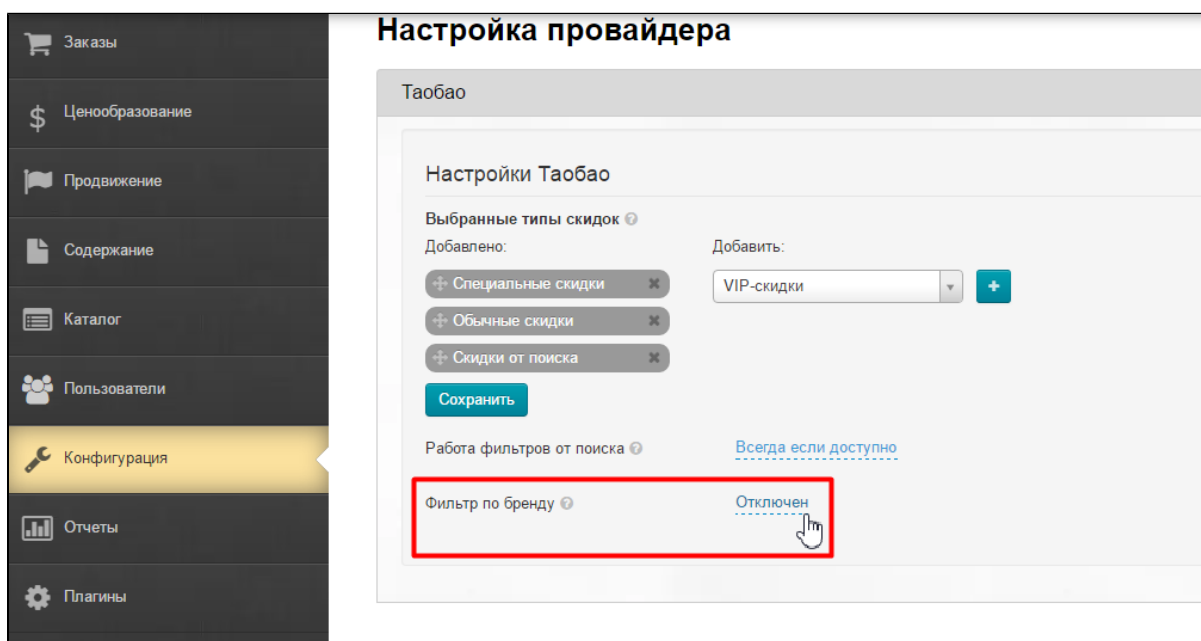 Заказы
Ценообразование
Продвижение
Содержание
Каталог
Пользователи
Конфигурация
Отчеты
Плагины
Настройка провайдера
Таобао
Настройки Таобао
Выбранные типы скидок
Добавлено:
Добавить:
Специальные скидки
VIP-скидки
Обычные скидки
Скидки от поиска
Сохранить
Работа фильтров от поиска
Всегда если доступно
Фильтр по бренду
Отключен